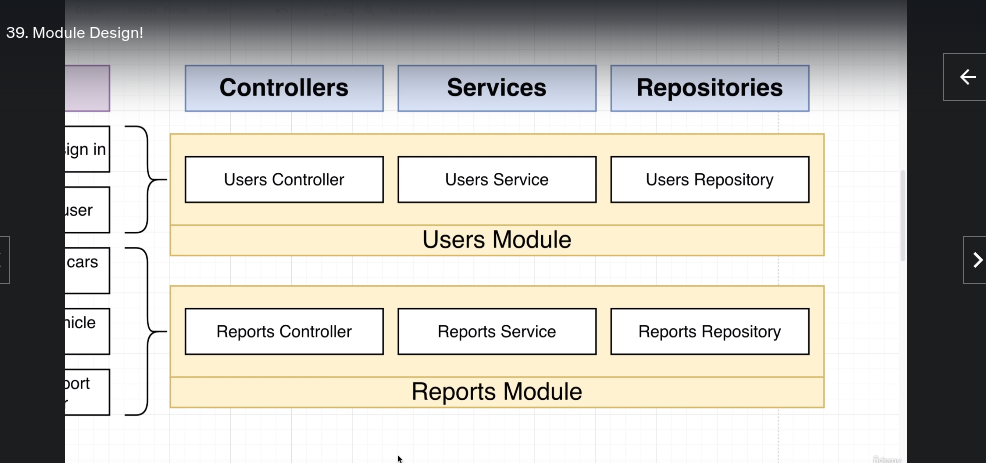 39. Module Design!
Controllers
Services
Repositories
ign in
user
cars
nicle
port
Users Controller
Users Service
Users Repository
Users Module
Reports Controller
Reports Service
Reports Repository
Reports Module